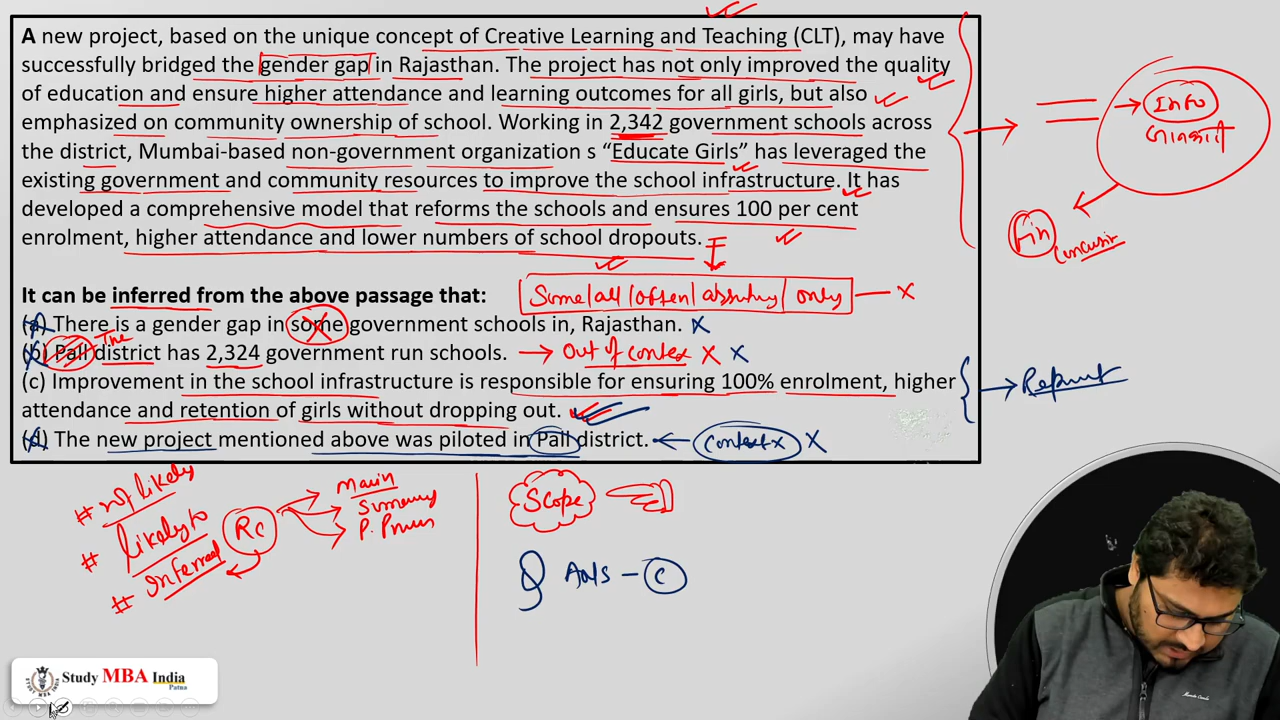 A new project, based on the unique concept of Creative Learning and Teaching (CLT), may have
successfully bridged the gender gap in Rajasthan. The project has not only improved the quality
of education and ensure higher attendance and learning outcomes for all girls, but also
emphasized on community ownership of school. Working in 2,342 government schools across
the district, Mumbai-based non-government organization s “Educate Girls” has leveraged the
existing government and community resources to improve the school infrastructure. It has
developed a comprehensive model that reforms the schools and ensures 100 per cent
enrolment, higher attendance and lower numbers of school dropouts.
Info
Fin
It can be inferred from the above passage that:
Some/all/often/absolutely/only
(a) There is a gender gap in some government schools in, Rajasthan.
The
(b) Pall district has 2,324 government run schools.
Out of contex
(c) Improvement in the school infrastructure is responsible for ensuring 100% enrolment, higher
attendance and retention of girls without dropping out.
(d) The new project mentioned above was piloted in Pall district.
Context x
# not likely
# likely to
# Inferred
RC
main
Scope
Ans - C
Study MBA India
Patna